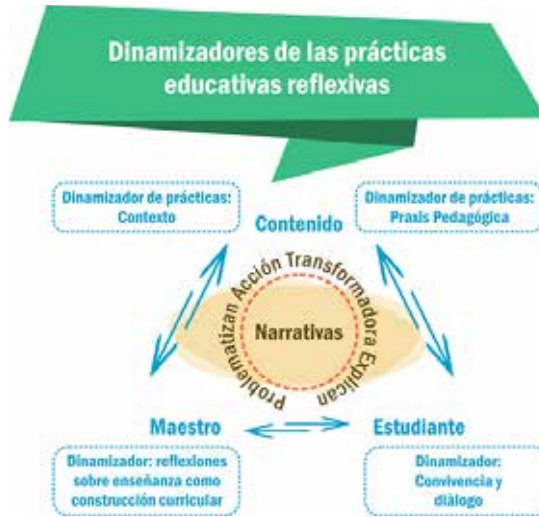 Dinamizadores de las prácticas
educativas reflexivas
Dinamizador de prácticas:
Contexto
Dinamizador de prácticas:
Praxis Pedagógica
Contenido
Problematizan Acción Transformadora Explican
Narrativas
Maestro
Estudiante
Dinamizador: reflexiones
sobre enseñanza como
construcción curricular
Dinamizador:
Convivencia y
diálogo